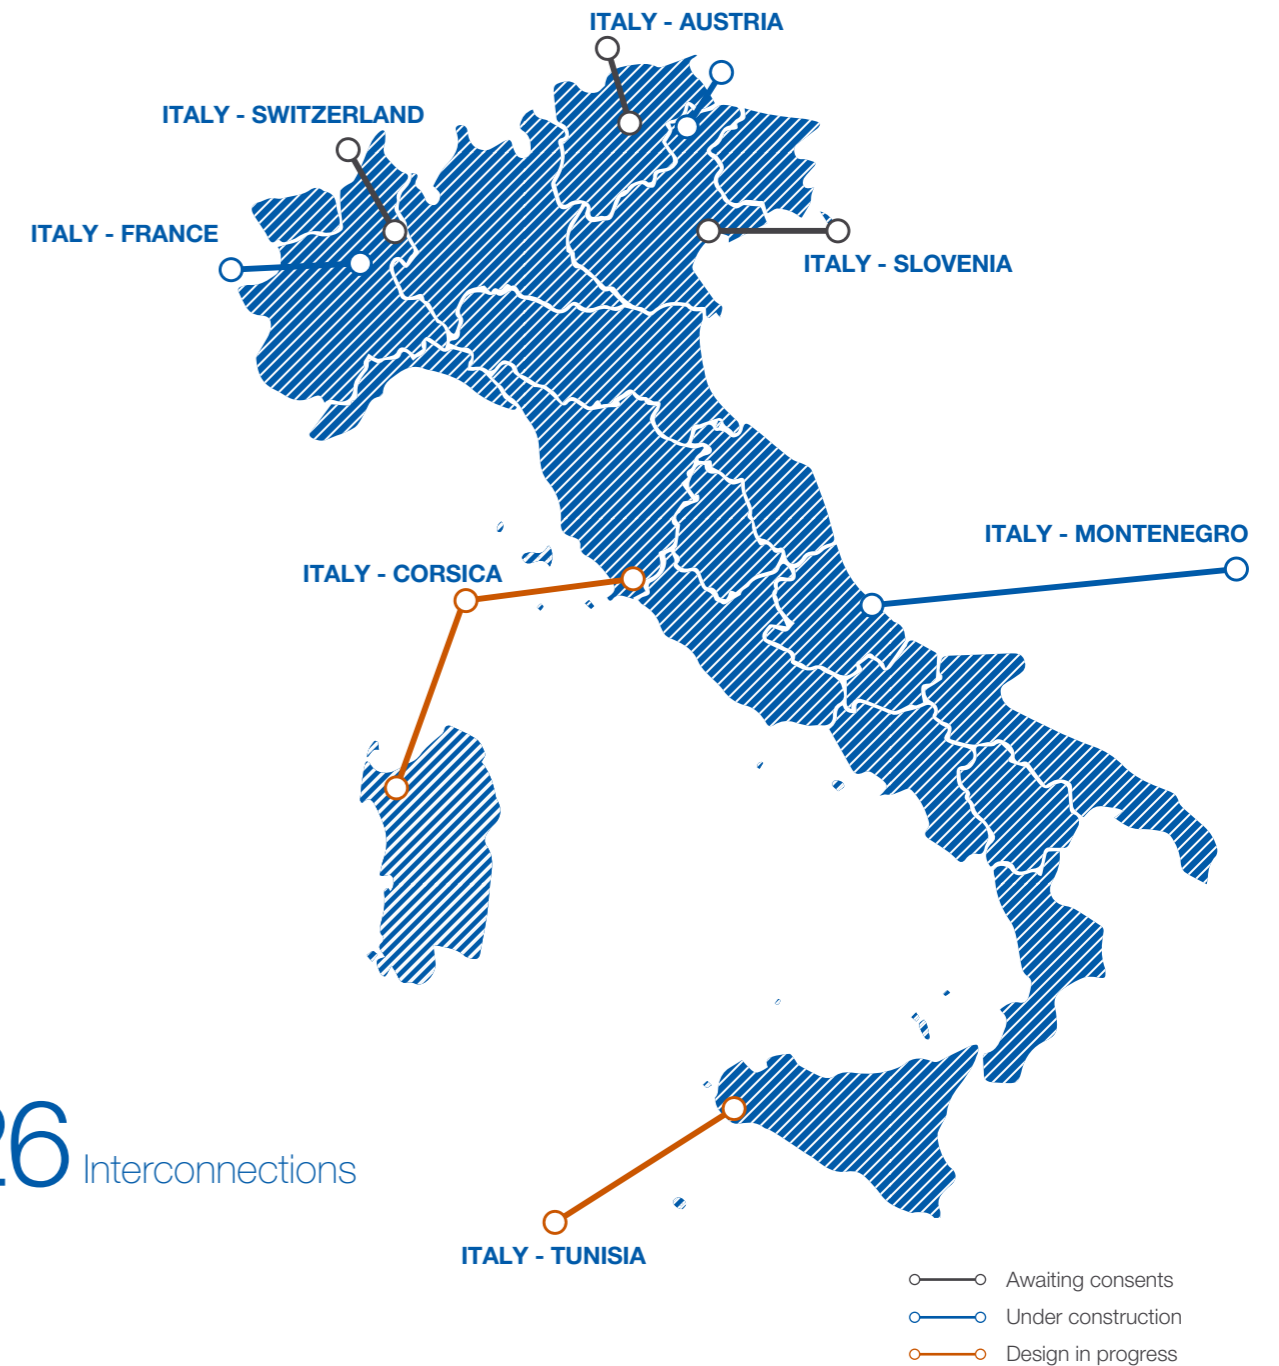 ITALY - AUSTRIA
ITALY - SWITZERLAND
ITALY - FRANCE
ITALY - SLOVENIA
ITALY - MONTENEGRO
ITALY - CORSICA
26 Interconnections
ITALY - TUNISIA
Awaiting consents
Under construction
Design in progress